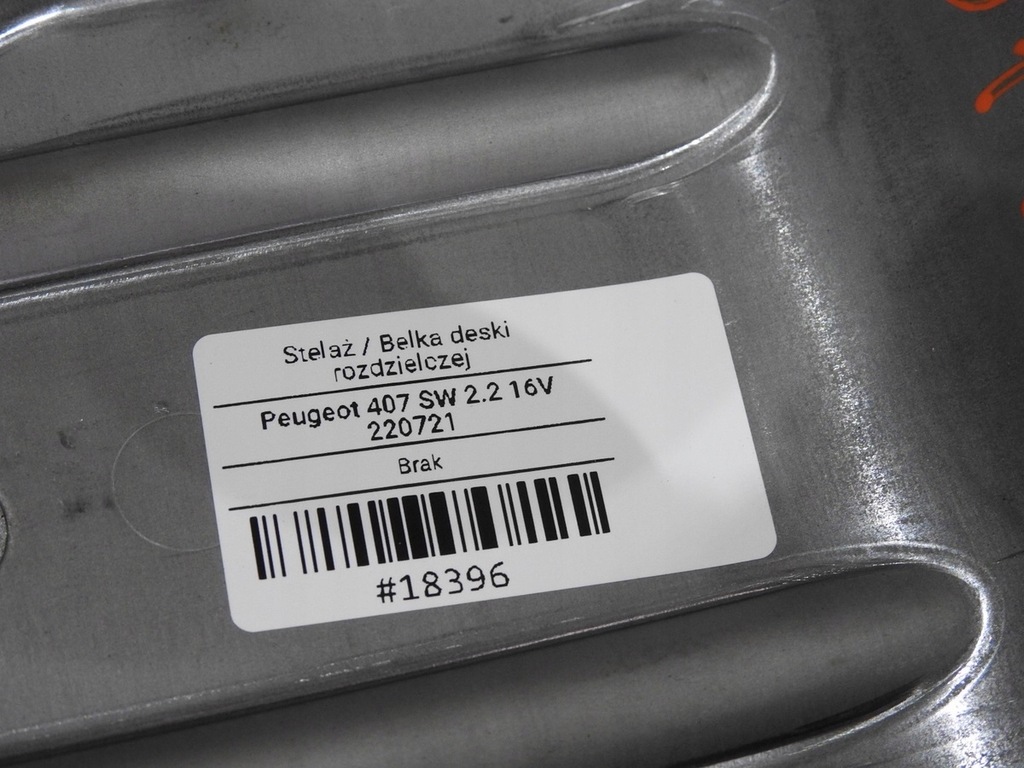 Stelaż / Belka deski
rozdzielczej
Peugeot 407 SW 2.2 16V
220721
Brak
#18396